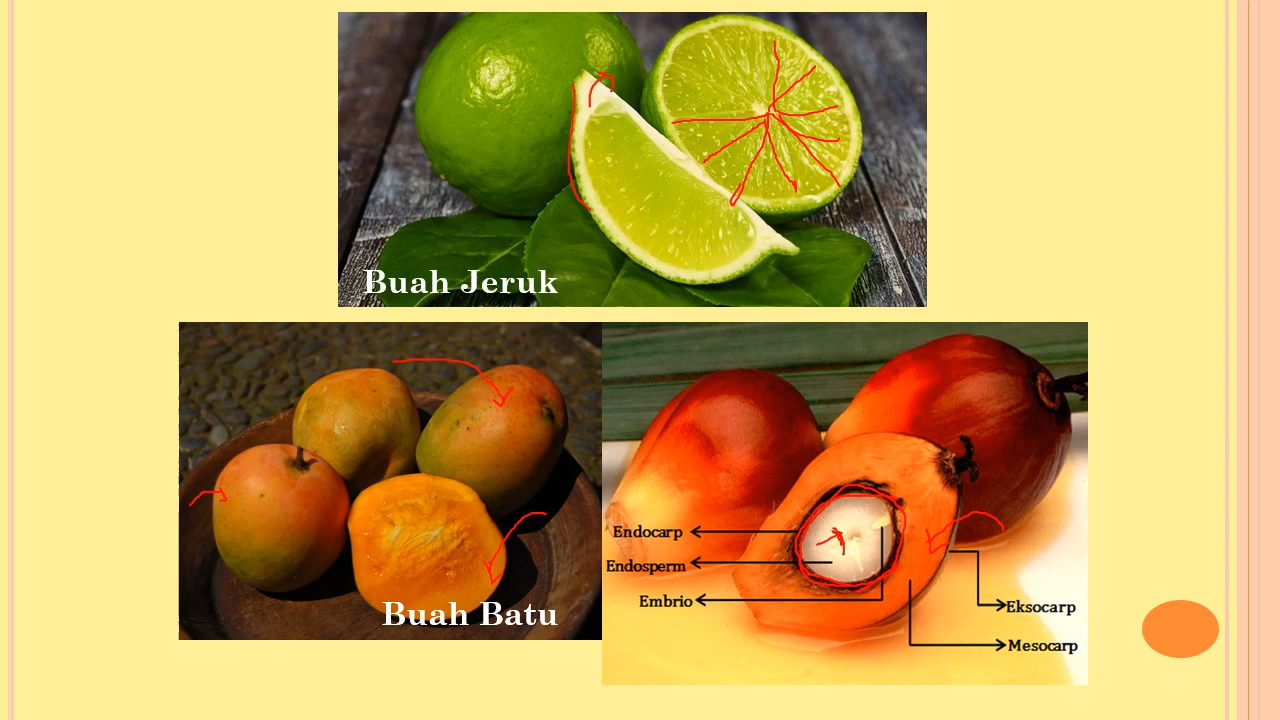 Buah Jeruk
Buah Batu
Endocarp
Endosperm
Embrio
Eksocarp
Mesocarp